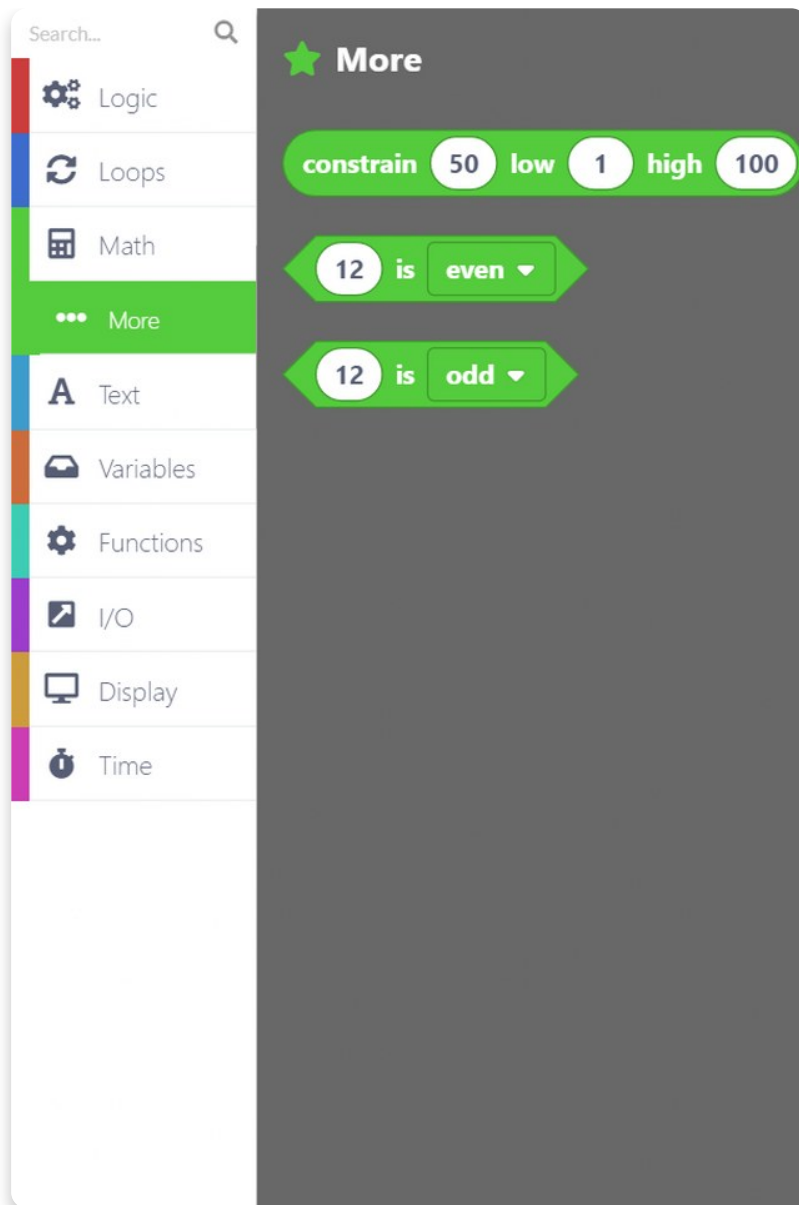 Search...
Logic
Loops
Math
More
Text
Variables
Functions
I/O
Display
Time
More
constrain 50 low 1 high 100
12 is even
12 is odd